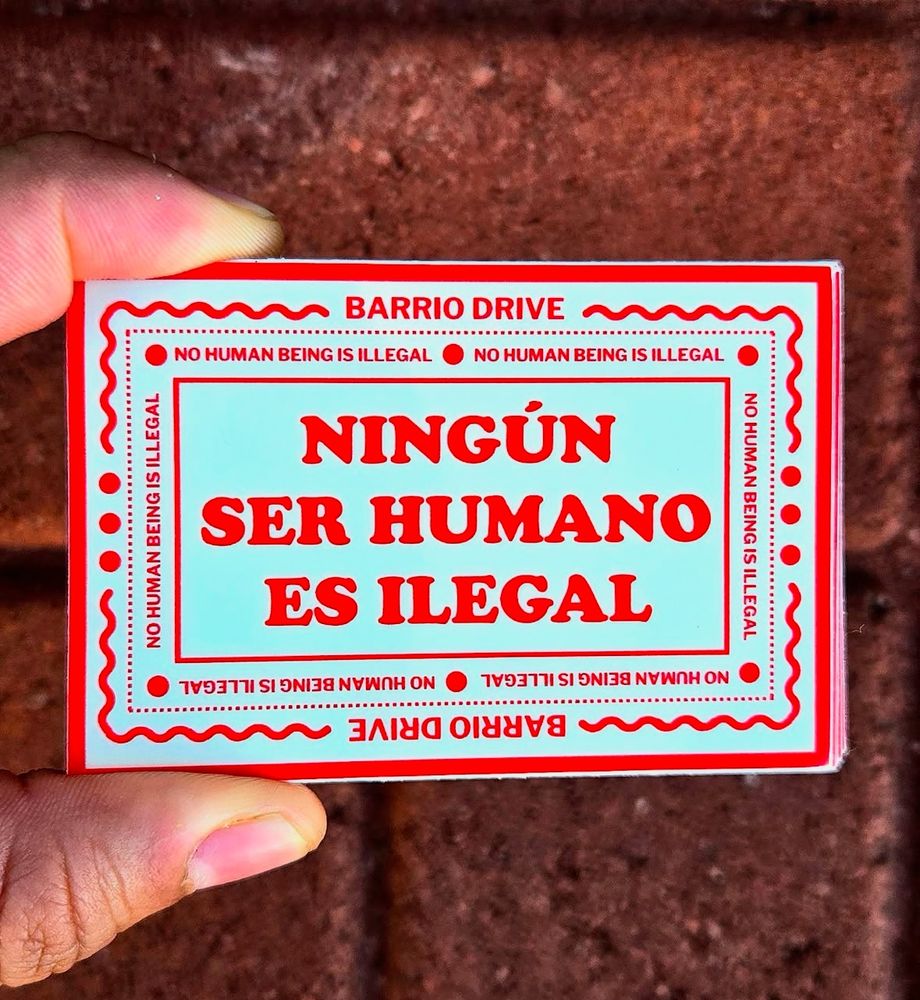 BARRIO DRIVE
NO HUMAN BEING IS ILLEGAL NO HUMAN BEING IS ILLEGAL
NO HUMAN BEING IS ILLEGAL
NINGÚN
SER HUMANO
ES ILEGAL
NO HUMAN BEING IS ILLEGAL
NO HUMAN BEING IS ILLEGAL NO HUMAN BEING IS ILLEGAL
BARRIO DRIVE